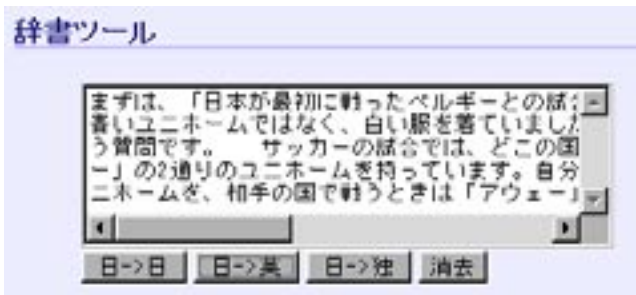 辞書ツール
まずは、「日本が最初に戦ったベルギーとの試合
青いユニホームではなく、白い服を着ていました
う質問です。　サッカーの試合では、どこの国
ー」の2通りのユニホームを持っています。自分
ニホームを、相手の国で戦うときは「アウェー」
日->日 日->英 日->独 消去